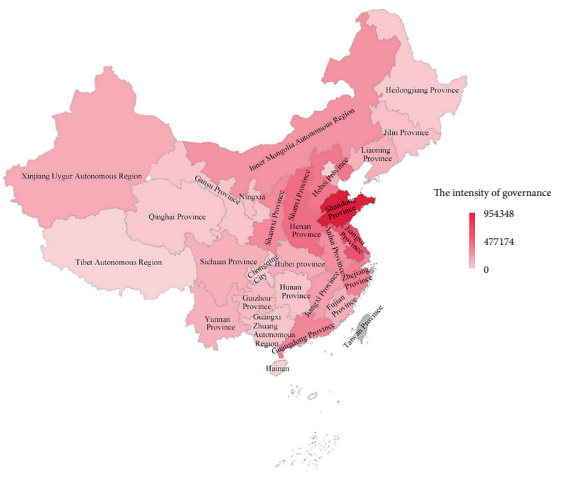 Heilongjiang Province
Jilin Province
Liaoning
Province
Inner Mongolia Autonomous Region
Xinjiang Uygur Autonomous Region
Gansu Province
Ningxia
Qinghai Province
Shaanxi Province
Shanxi Province
Hebei Province
Shandong
Province
Henan
Province
Jiangsu
Province
Anhui Province
Tibet Autonomous Region
Sichuan Province
Chongqing
City
Hubei province
Zhejiang
Province
Hunan
Province
Jiangxi Province
Fujian
Province
Guizhou
Province
Yunnan
Province
Guangxi
Zhuang
Autonomous
Region
Guangdong Province
Taiwan Province
Hainan
The intensity of governance
954348
477174
0